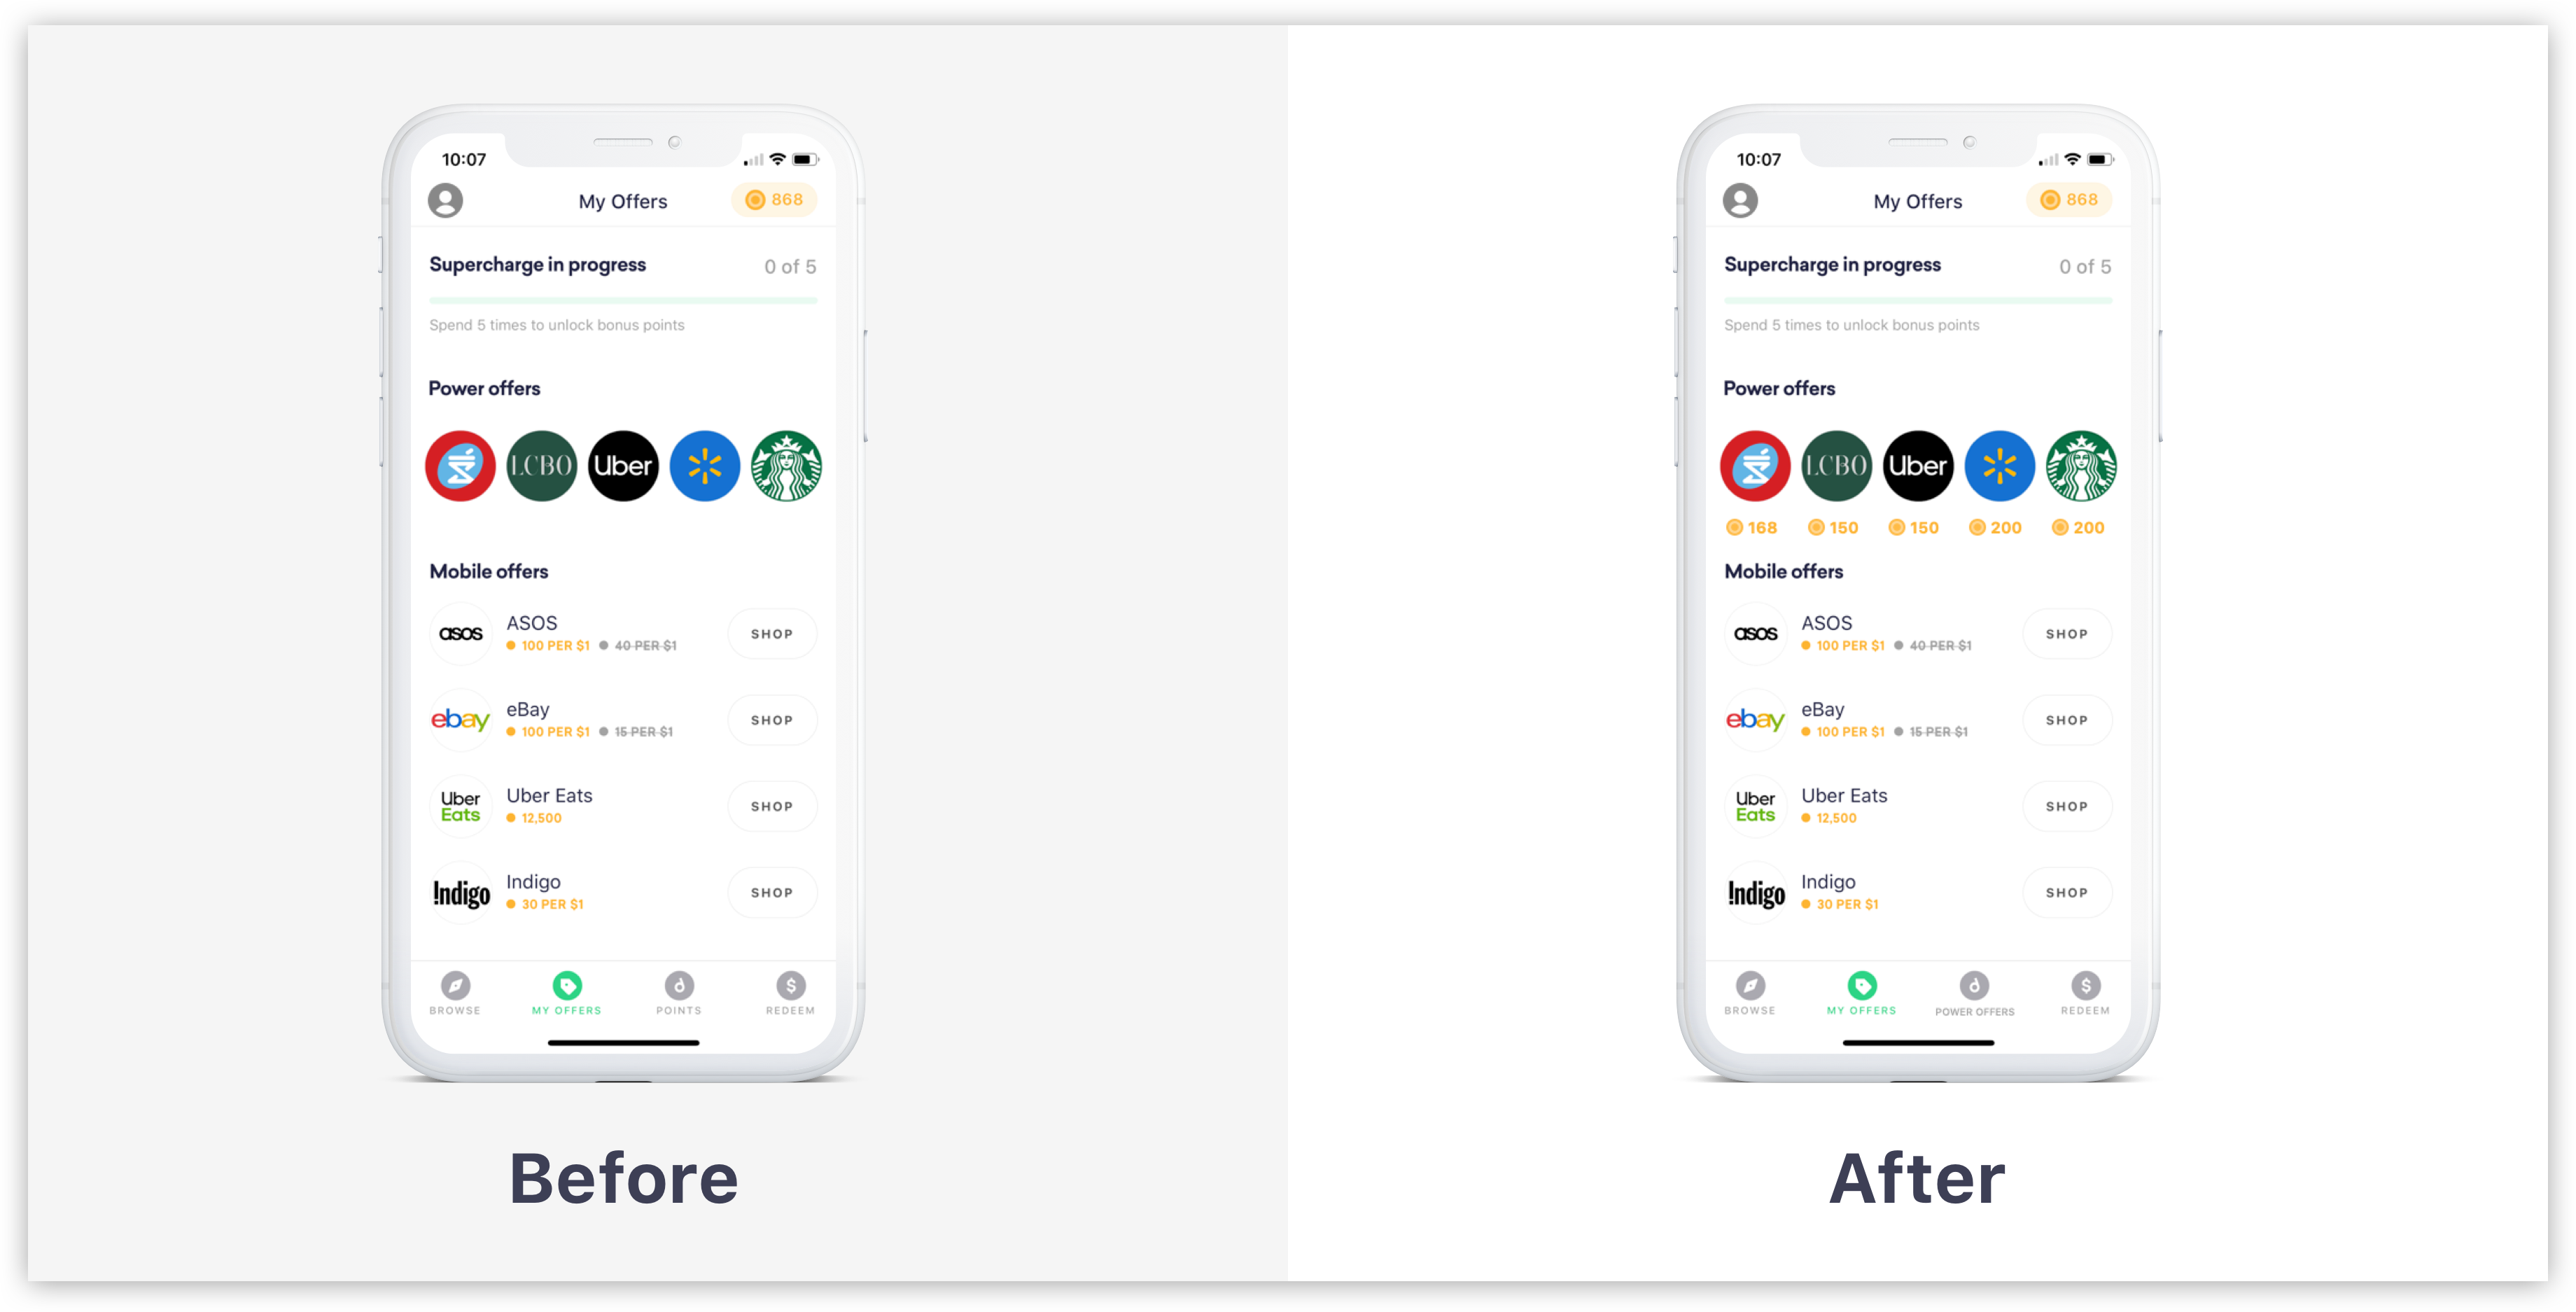 10:07
My Offers
868
Supercharge in progress
0 of 5
Spend 5 times to unlock bonus points
Power offers
LCBO
Uber
Mobile offers
asos
ASOS
100 PER $1
40 PER $1
SHOP
ebay
eBay
100 PER $1
15 PER $1
SHOP
Uber
Eats
Uber Eats
12,500
SHOP
!ndigo
Indigo
30 PER $1
SHOP
BROWSE
MY OFFERS
POINTS
REDEEM
Before
10:07
My Offers
868
Supercharge in progress
0 of 5
Spend 5 times to unlock bonus points
Power offers
LCBO
Uber
168
150
150
200
200
Mobile offers
asos
ASOS
100 PER $1
40 PER $1
SHOP
ebay
eBay
100 PER $1
15 PER $1
SHOP
Uber
Eats
Uber Eats
12,500
SHOP
!ndigo
Indigo
30 PER $1
SHOP
BROWSE
MY OFFERS
POWER OFFERS
REDEEM
After